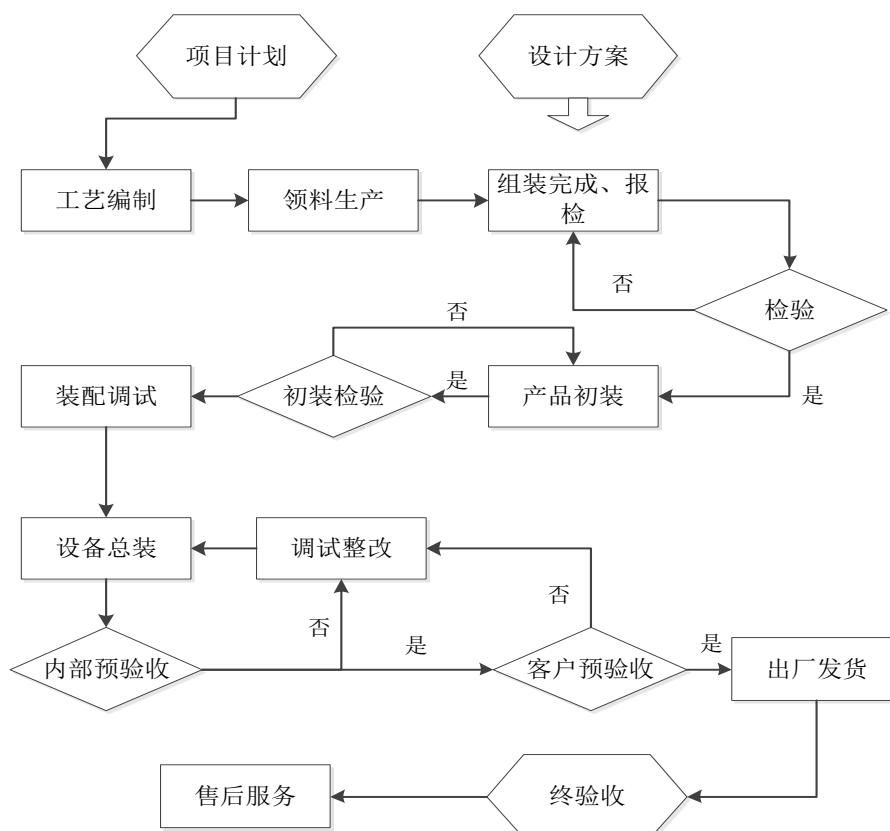 项目计划
设计方案
工艺编制
领料生产
组装完成、报
检
否
检验
否
装配调试
初装检验
是
产品初装
是
设备总装
调试整改
否
否
是
是
内部预验收
客户预验收
出厂发货
售后服务
终验收